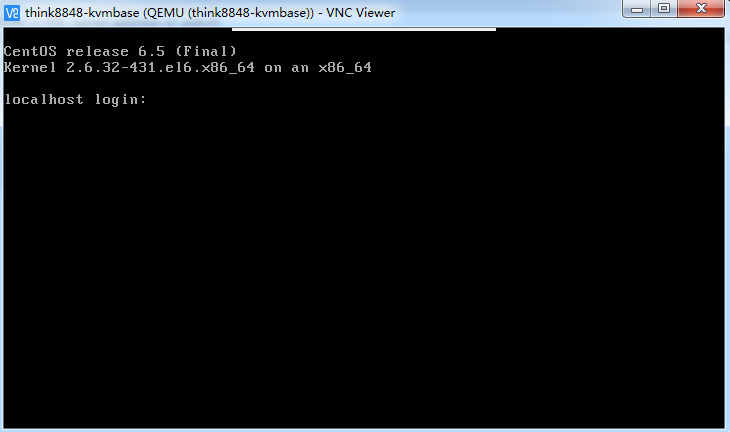 think8848-kvmbase (QEMU (think8848-kvmbase)) - VNC Viewer
CentOS release 6.5 (Final)
Kernel 2.6.32-431.el6.x86_64 on an x86_64
localhost login: